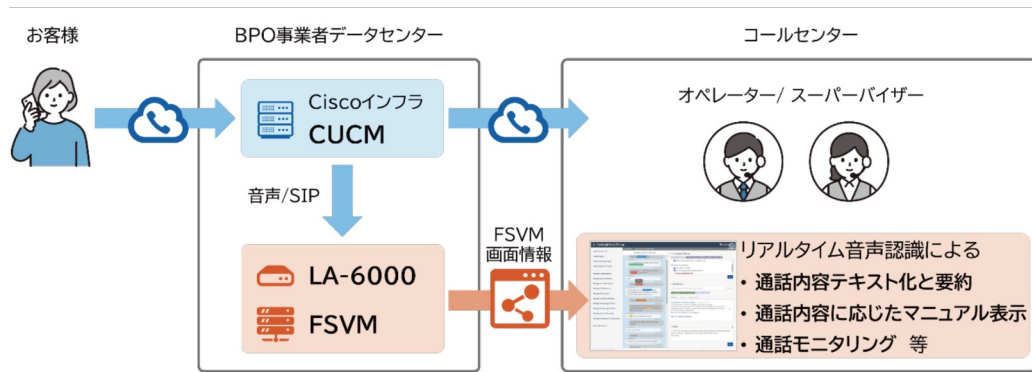 お客様
BPO事業者データセンター
コールセンター
Ciscoインフラ
CUCM
オペレーター/ スーパーバイザー
音声/SIP
FSVM
画面情報
LA-6000
FSVM
リアルタイム音声認識による
・通話内容テキスト化と要約
・通話内容に応じたマニュアル表示
・通話モニタリング 等